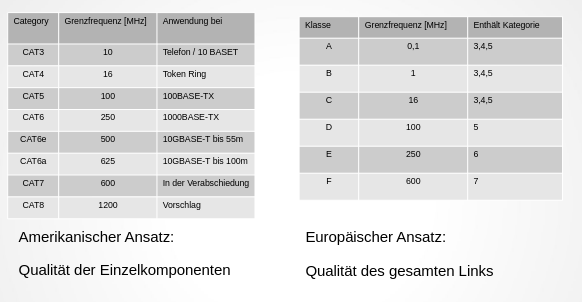 Category Grenzfrequenz [MHz] Anwendung bei
CAT3 10 Telefon / 10 BASET
CAT4 16 Token Ring
CAT5 100 100BASE-TX
CAT6 250 1000BASE-TX
CAT6e 500 10GBASE-T bis 55m
CAT6a 625 10GBASE-T bis 100m
CAT7 600 In der Verabschiedung
CAT8 1200 Vorschlag
Amerikanischer Ansatz:
Qualität der Einzelkomponenten
Klasse Grenzfrequenz [MHz] Enthält Kategorie
A 0,1 3,4,5
B 1 3,4,5
C 16 3,4,5
D 100 5
E 250 6
F 600 7
Europäischer Ansatz:
Qualität des gesamten Links